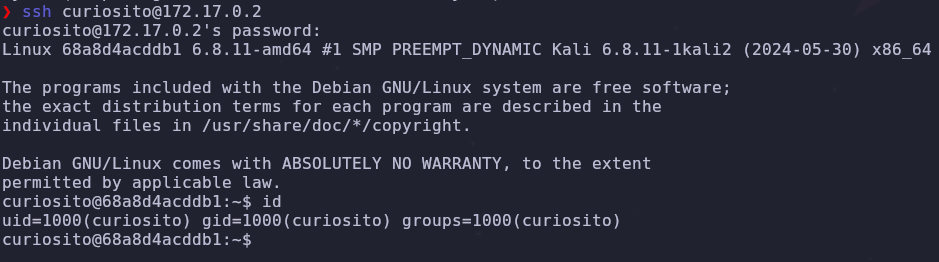 ❯ ssh curiosito@172.17.0.2
curiosito@172.17.0.2's password:
Linux 68a8d4acddb1 6.8.11-amd64 #1 SMP PREEMPT_DYNAMIC Kali 6.8.11-1kali2 (2024-05-30) x86_64

The programs included with the Debian GNU/Linux system are free software;
the exact distribution terms for each program are described in the
individual files in /usr/share/doc/*/copyright.

Debian GNU/Linux comes with ABSOLUTELY NO WARRANTY, to the extent
permitted by applicable law.
curiosito@68a8d4acddb1:~$ id
uid=1000(curiosito) gid=1000(curiosito) groups=1000(curiosito)
curiosito@68a8d4acddb1:~$